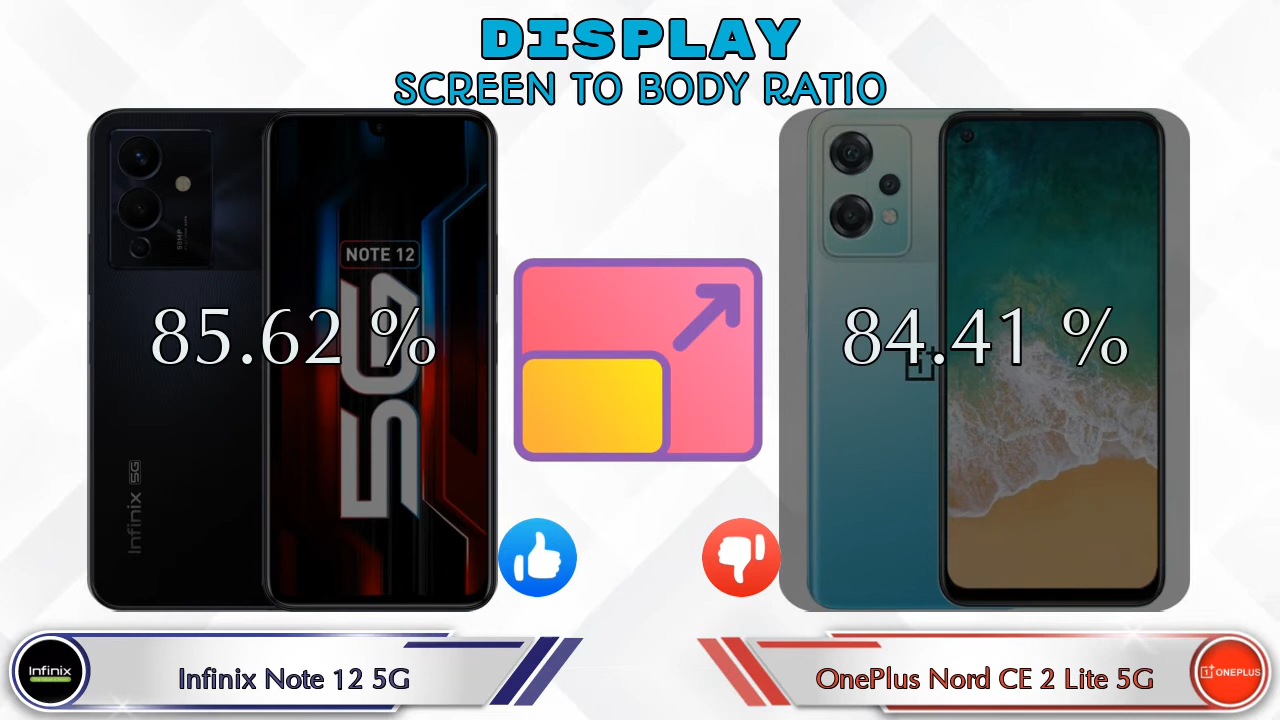 DISPLAY
SCREEN TO BODY RATIO
NOTE 12
5G
Infinix 5G
85.62 %
84.41 %
Infinix
Infinix Note 12 5G
OnePlus Nord CE 2 Lite 5G
ONEPLUS